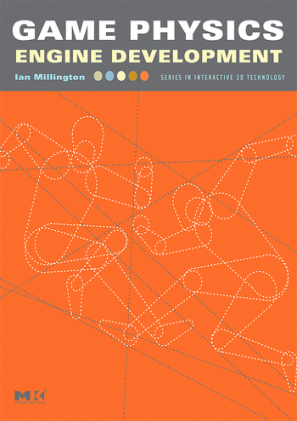 GAME PHYSICS
ENGINE DEVELOPMENT
Ian Millington
SERIES IN INTERACTIVE 3D TECHNOLOGY
MK